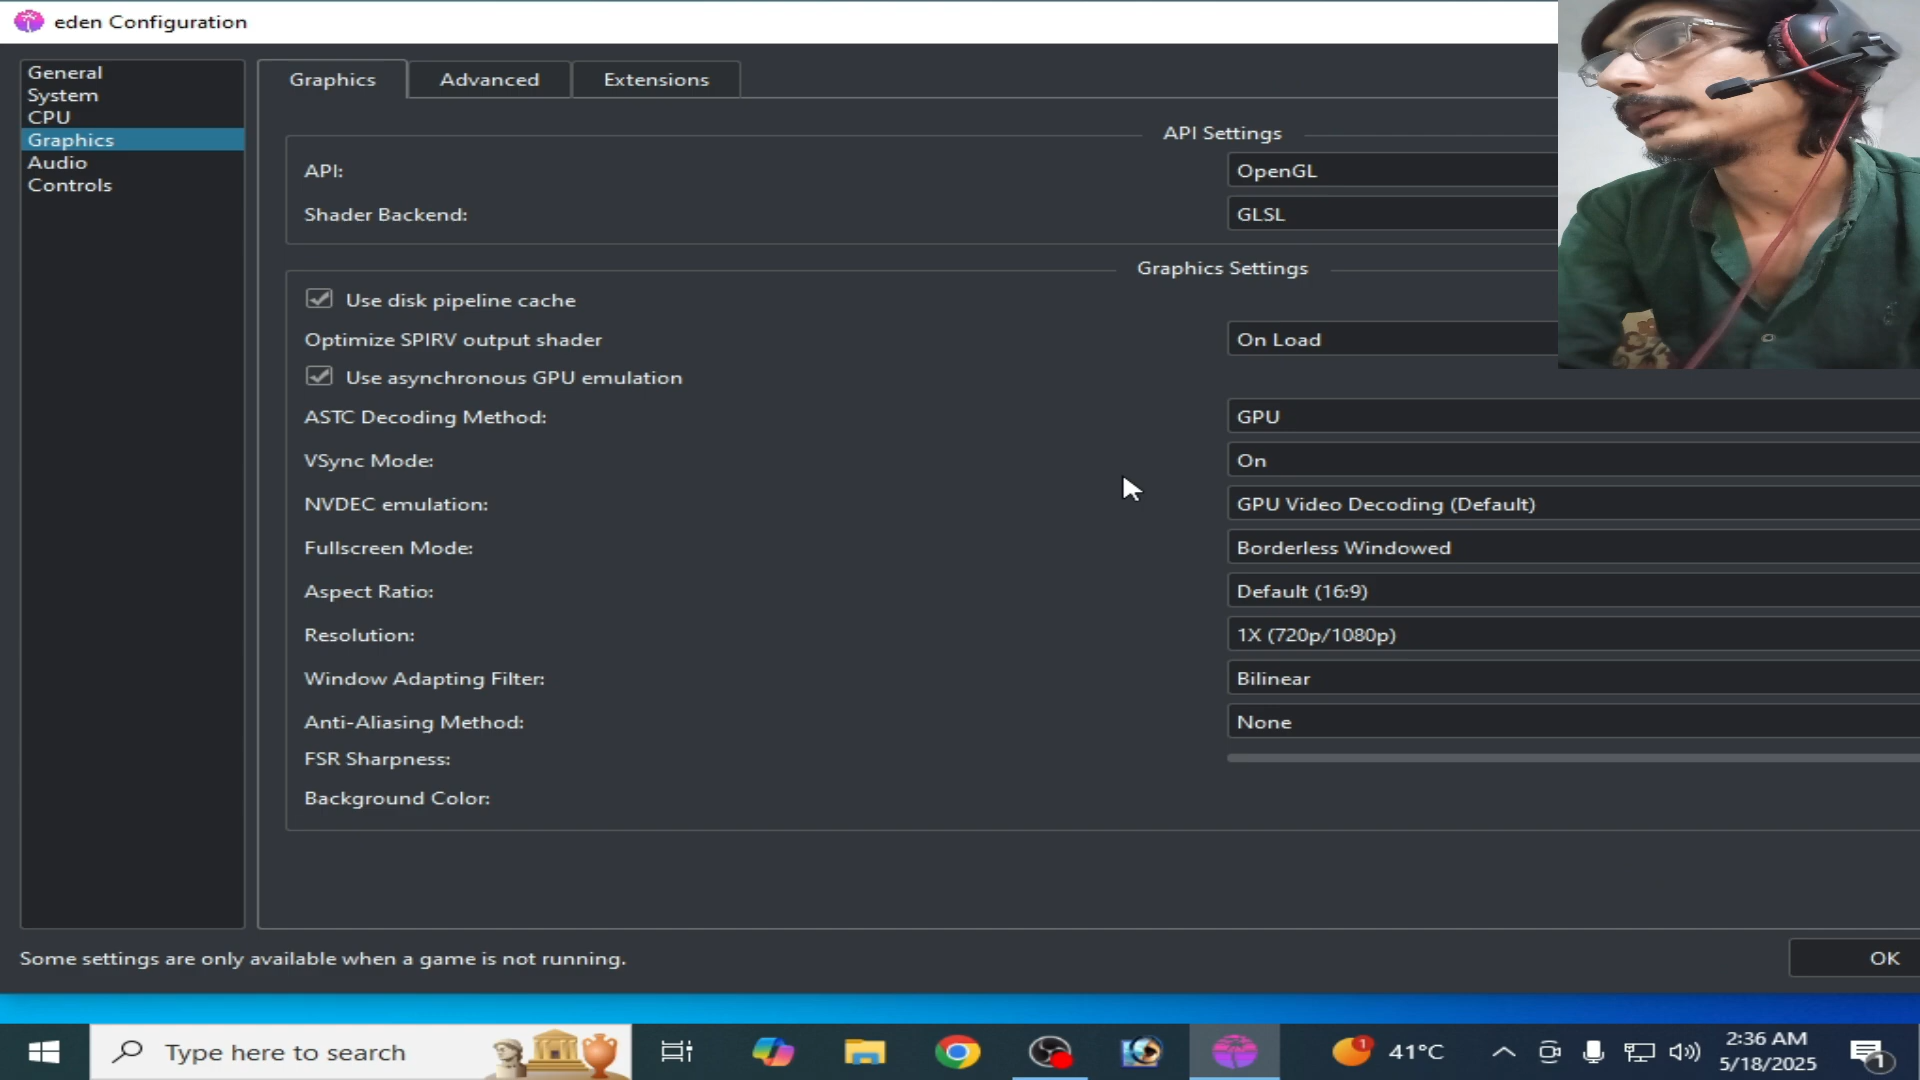 eden Configuration
General
System
CPU
Graphics
Audio
Controls
Graphics Advanced Extensions
API Settings
API: OpenGL
Shader Backend: GLSL
Graphics Settings
Use disk pipeline cache
Optimize SPIRV output shader On Load
Use asynchronous GPU emulation
ASTC Decoding Method: GPU
VSync Mode: On
NVDEC emulation: GPU Video Decoding (Default)
Fullscreen Mode: Borderless Windowed
Aspect Ratio: Default (16:9)
Resolution: 1X (720p/1080p)
Window Adapting Filter: Bilinear
Anti-Aliasing Method: None
FSR Sharpness:
Background Color:
Some settings are only available when a game is not running.
OK
Type here to search
1
41°C
2:36 AM
5/18/2025
1